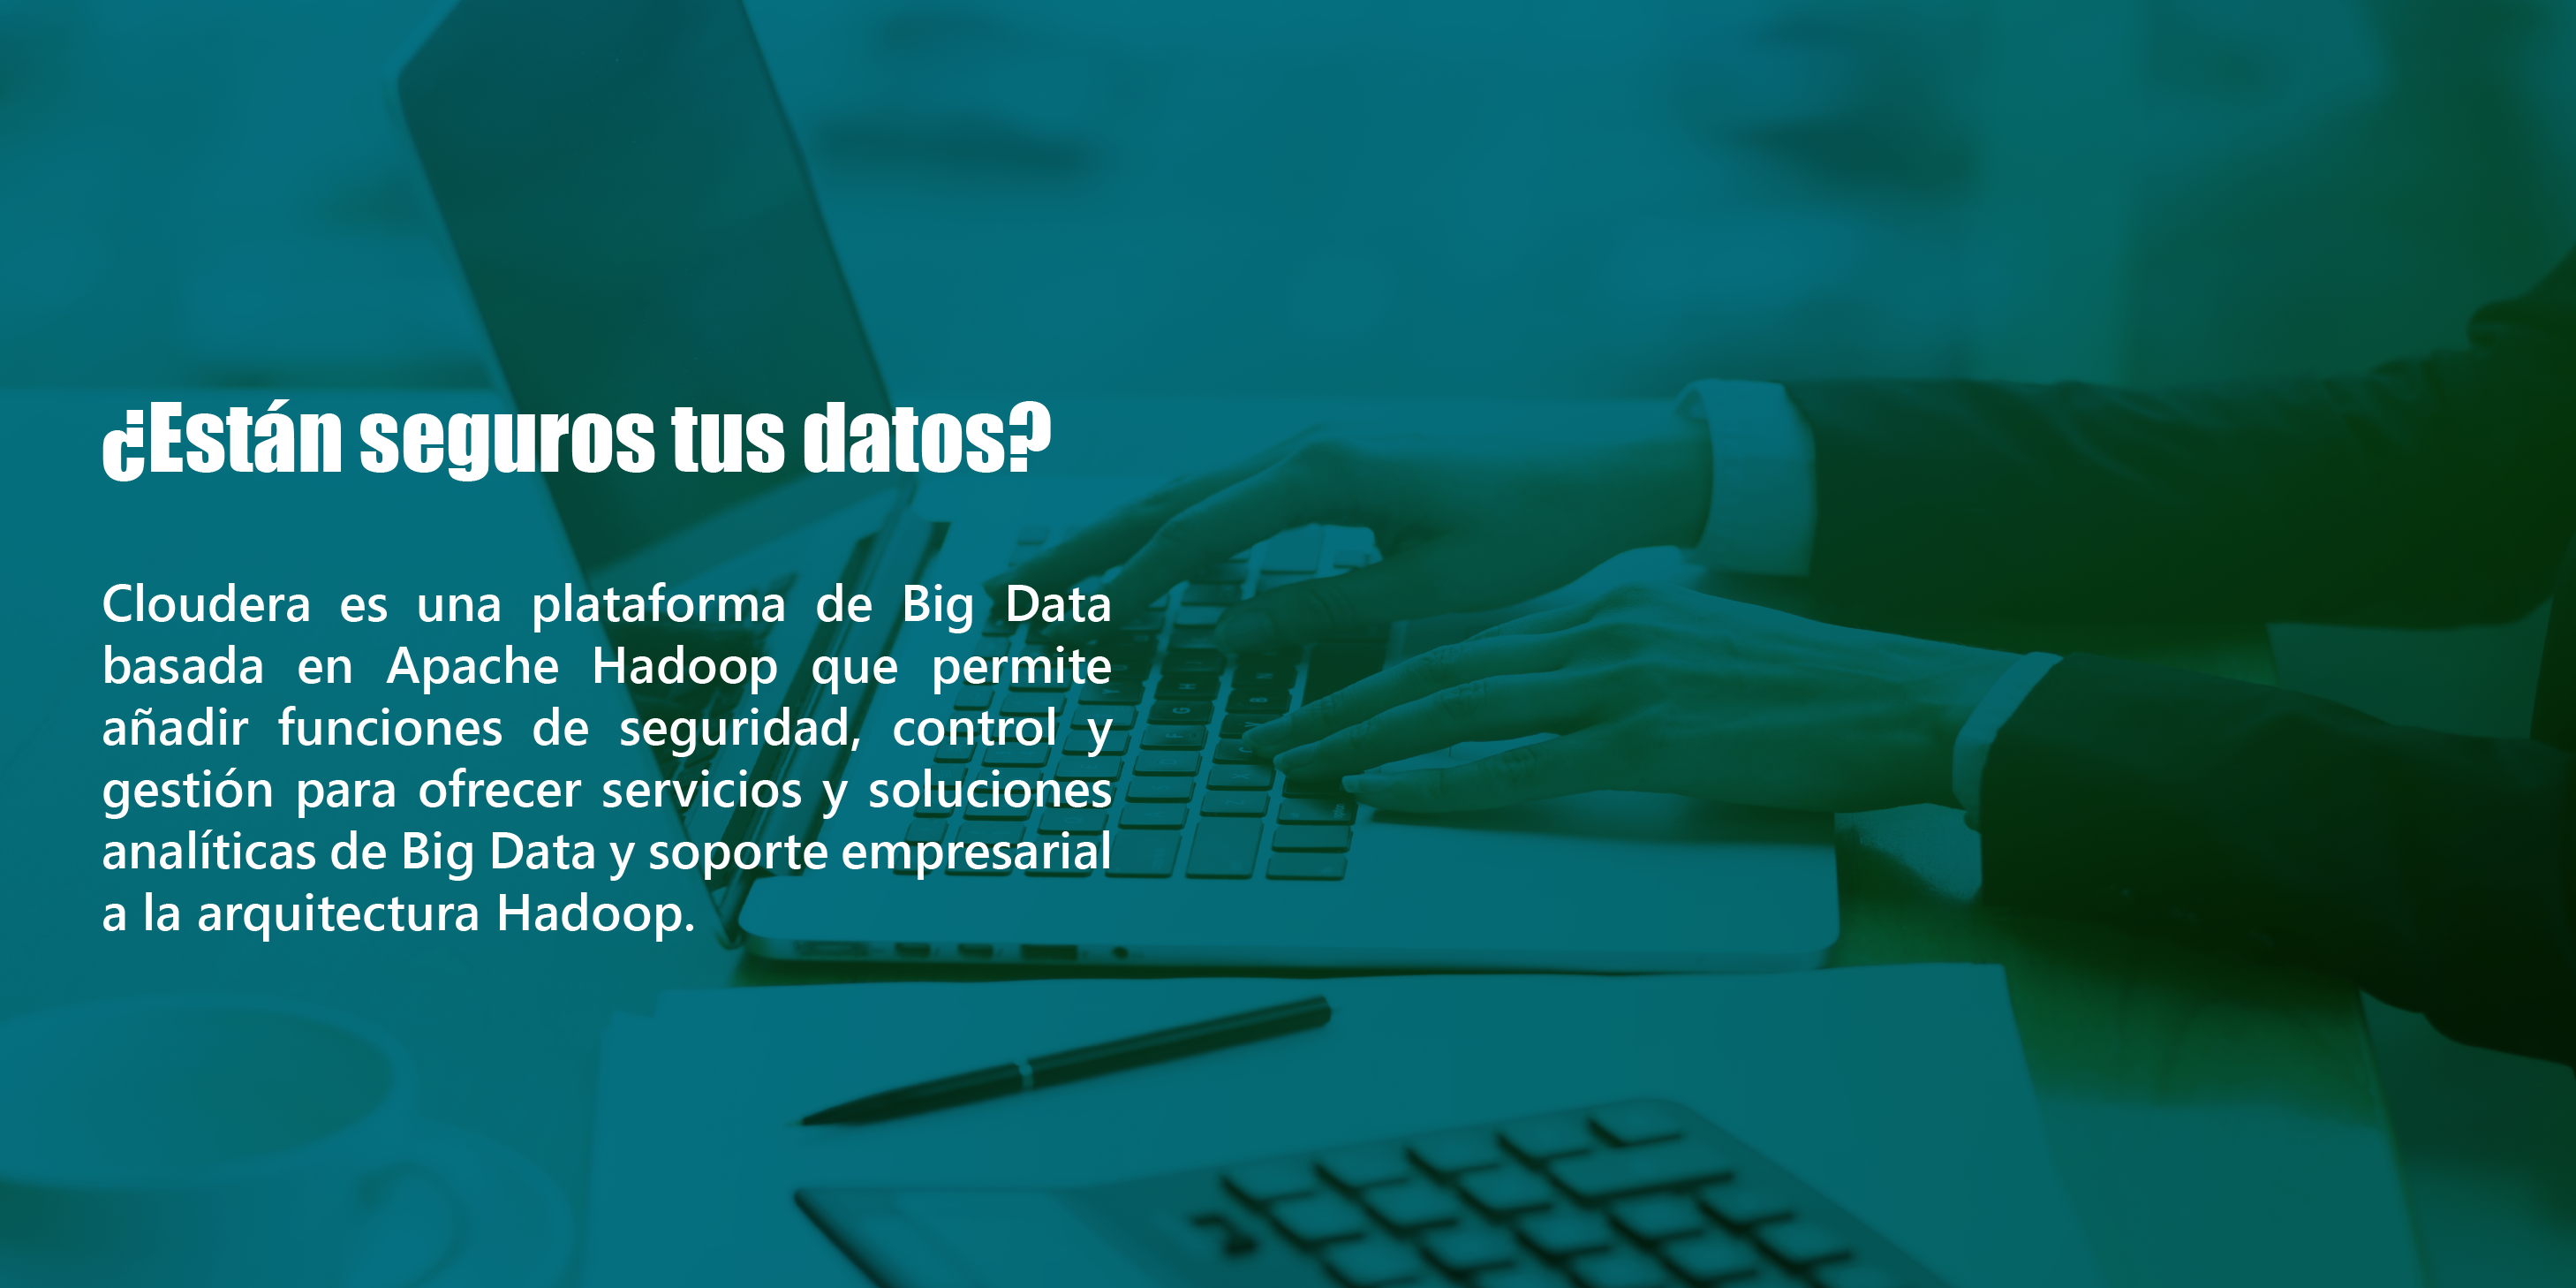 ¿Están seguros tus datos?
Cloudera es una plataforma de Big Data
basada en Apache Hadoop que permite
añadir funciones de seguridad, control y
gestión para ofrecer servicios y soluciones
analíticas de Big Data y soporte empresarial
a la arquitectura Hadoop.